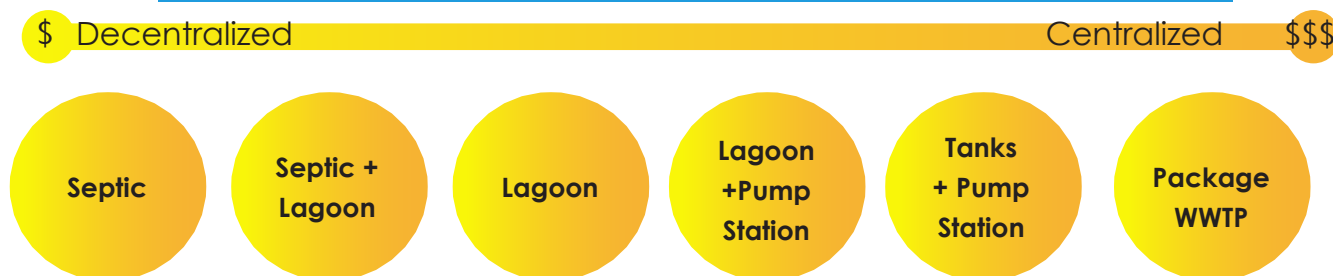 $ Decentralized Centralized $$$
Septic
Septic +
Lagoon
Lagoon
Lagoon
+Pump
Station
Tanks
+ Pump
Station
Package
WWTP